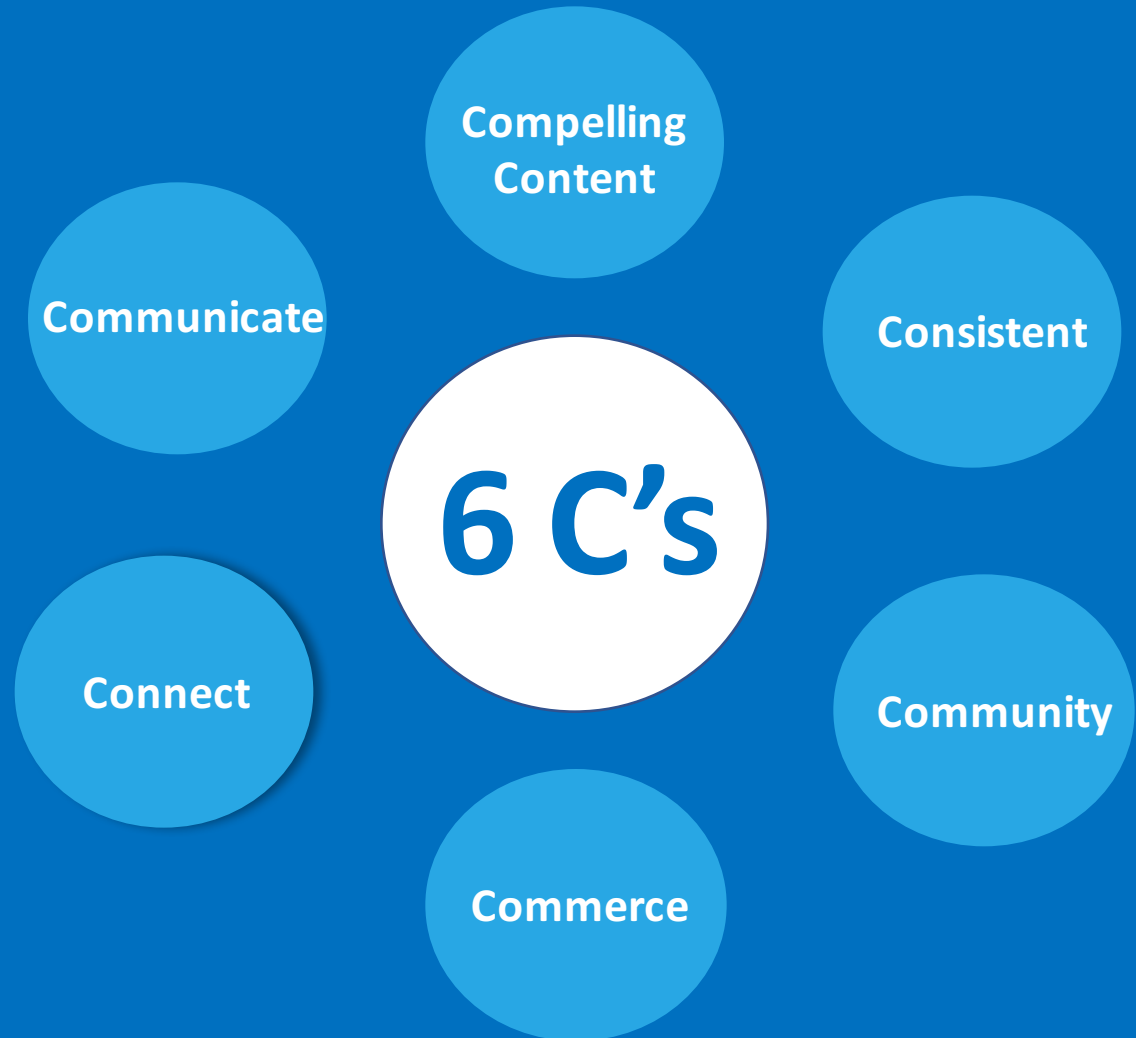 Compelling
Content
Communicate
Consistent
6 C’s
Connect
Community
Commerce